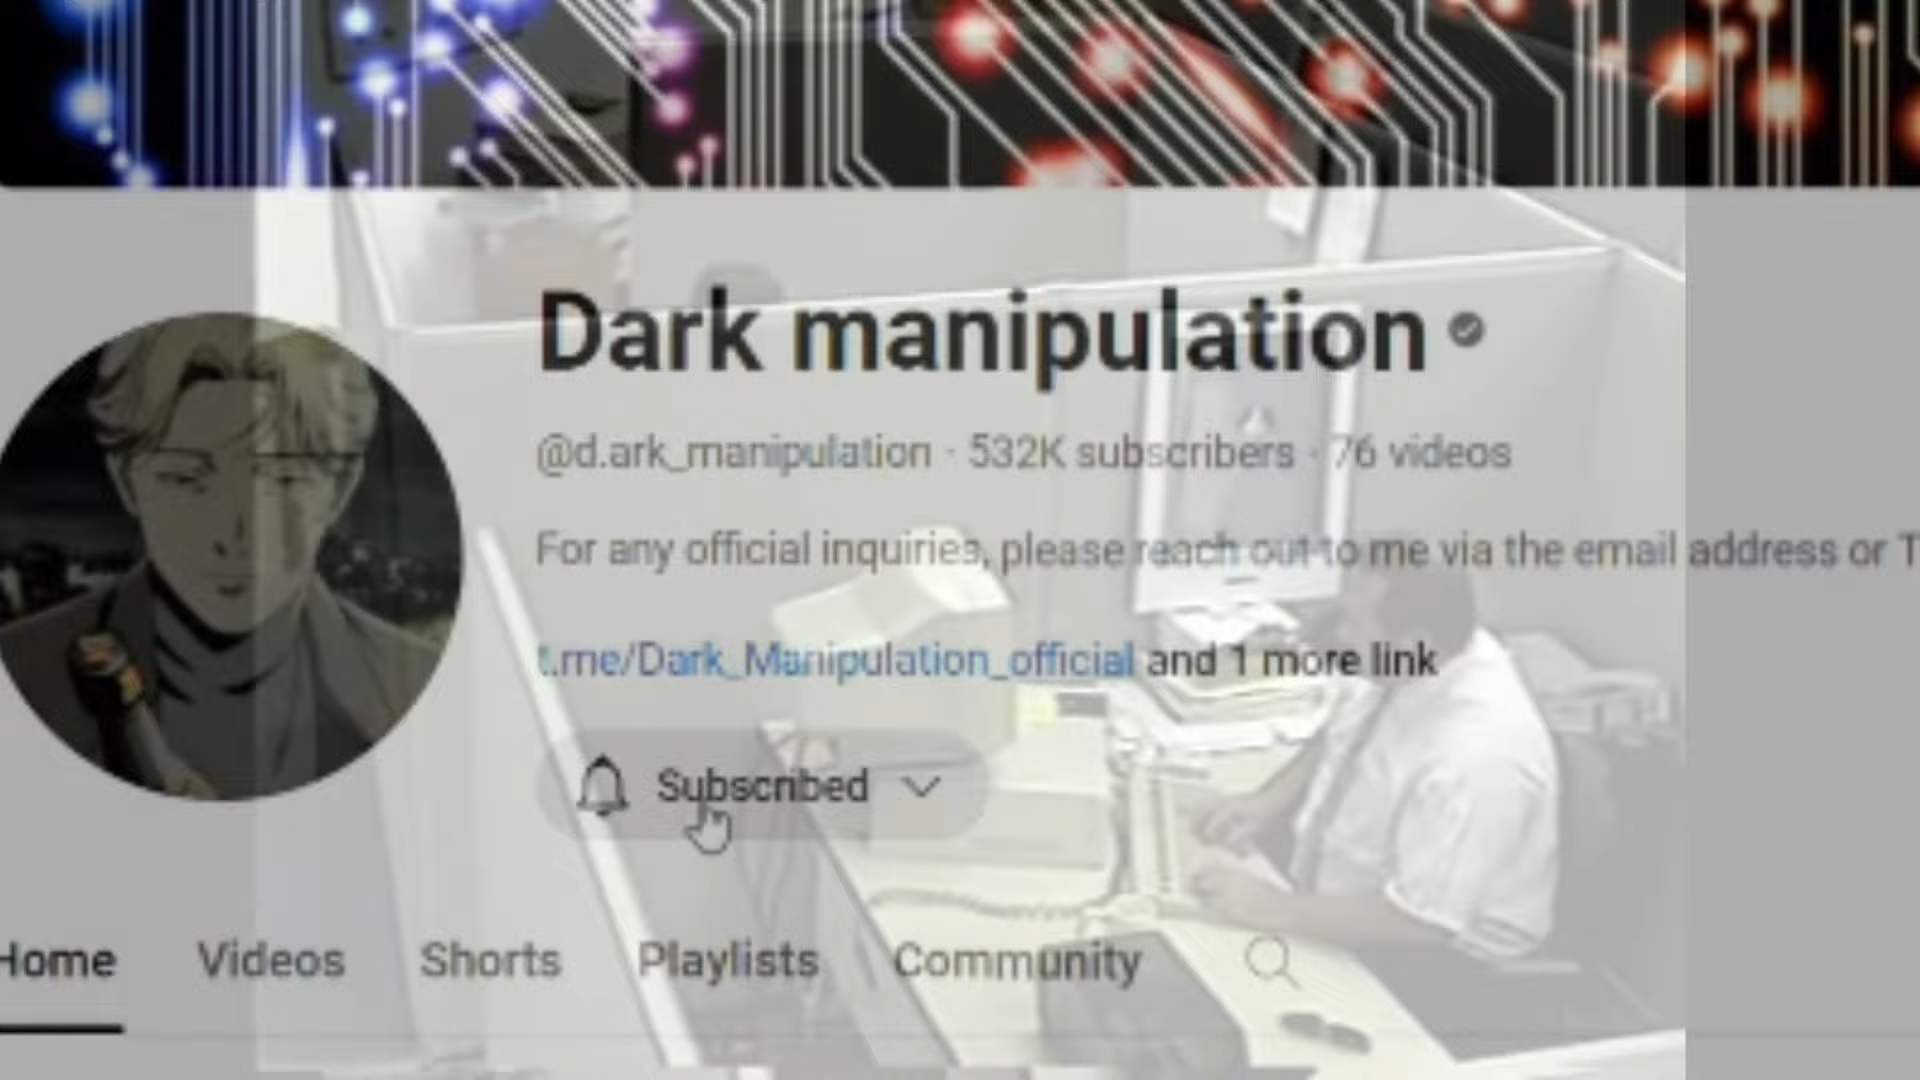 Dark manipulation
@d.ark_manipulation · 532K subscribers · 76 videos
For any official inquiries, please reach out to me via the email address or T
t.me/Dark_Manipulation_official and 1 more link
Subscribed
Home Videos Shorts Playlists Community